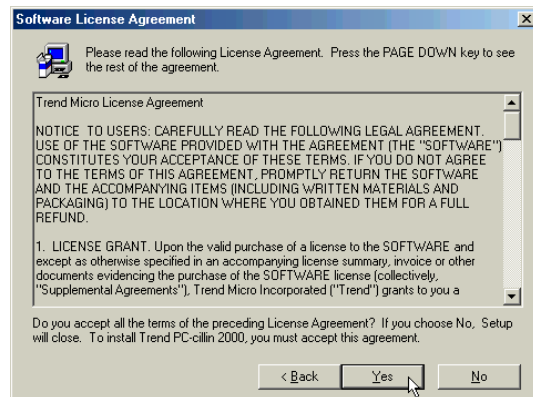 Software License Agreement
Please read the following License Agreement. Press the PAGE DOWN key to see
the rest of the agreement.
Trend Micro License Agreement
NOTICE TO USERS: CAREFULLY READ THE FOLLOWING LEGAL AGREEMENT.
USE OF THE SOFTWARE PROVIDED WITH THE AGREEMENT (THE "SOFTWARE")
CONSTITUTES YOUR ACCEPTANCE OF THESE TERMS. IF YOU DO NOT AGREE
TO THE TERMS OF THIS AGREEMENT, PROMPTLY RETURN THE SOFTWARE
AND THE ACCOMPANYING ITEMS (INCLUDING WRITTEN MATERIALS AND
PACKAGING) TO THE LOCATION WHERE YOU OBTAINED THEM FOR A FULL
REFUND.
1. LICENSE GRANT. Upon the valid purchase of a license to the SOFTWARE and
except as otherwise specified in an accompanying license summary, invoice or other
documents evidencing the purchase of the SOFTWARE license (collectively,
"Supplemental Agreements"), Trend Micro Incorporated ("Trend") grants to you a
Do you accept all the terms of the preceding License Agreement? If you choose No, Setup
will close. To install Trend PC-cillin 2000, you must accept this agreement.
< Back Yes No